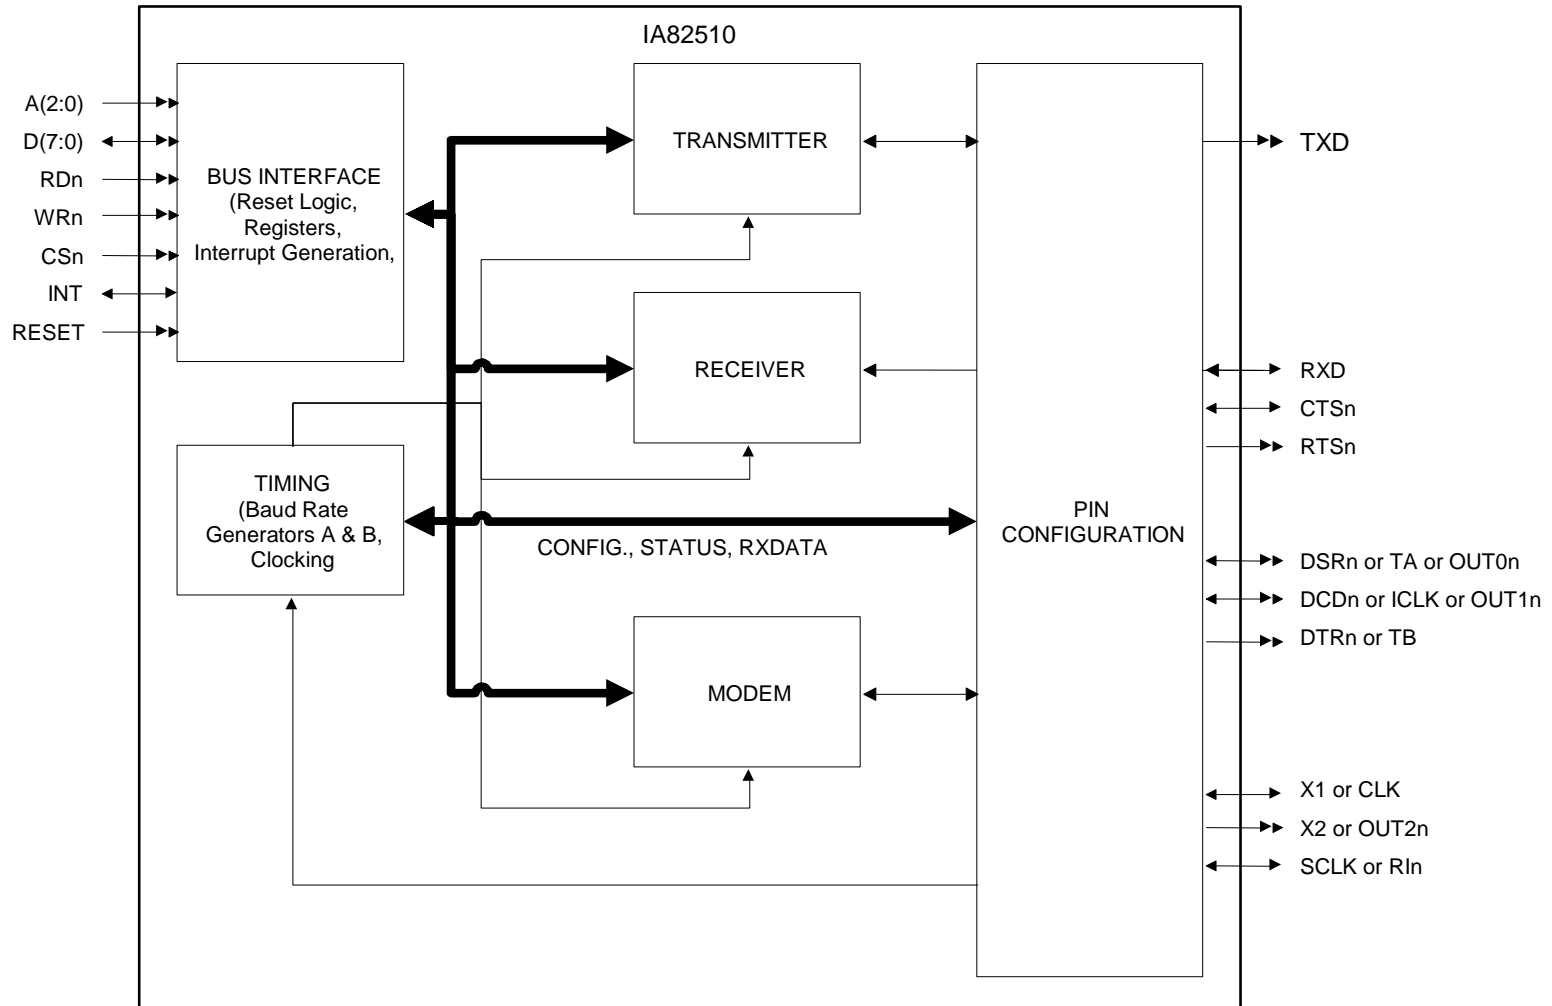 IA82510
A(2:0)
D(7:0)
RDn
WRn
CSn
INT
RESET
BUS INTERFACE
(Reset Logic,
Registers,
Interrupt Generation,
TIMING
(Baud Rate
Generators A & B,
Clocking
TRANSMITTER
RECEIVER
CONFIG., STATUS, RXDATA
MODEM
PIN
CONFIGURATION
TXD
RXD
CTSn
RTSn
DSRn or TA or OUT0n
DCDn or ICLK or OUT1n
DTRn or TB
X1 or CLK
X2 or OUT2n
SCLK or RIn